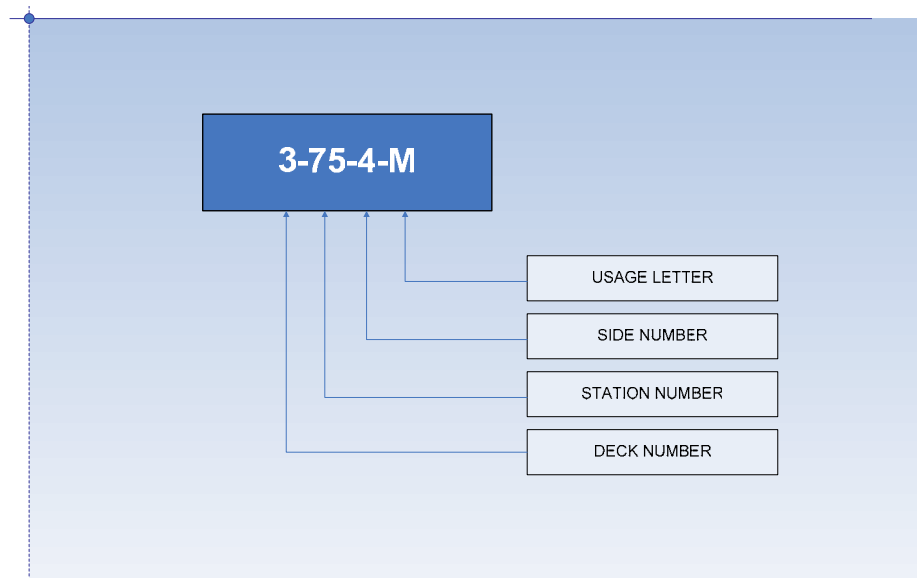 3-75-4-M
USAGE LETTER
SIDE NUMBER
STATION NUMBER
DECK NUMBER